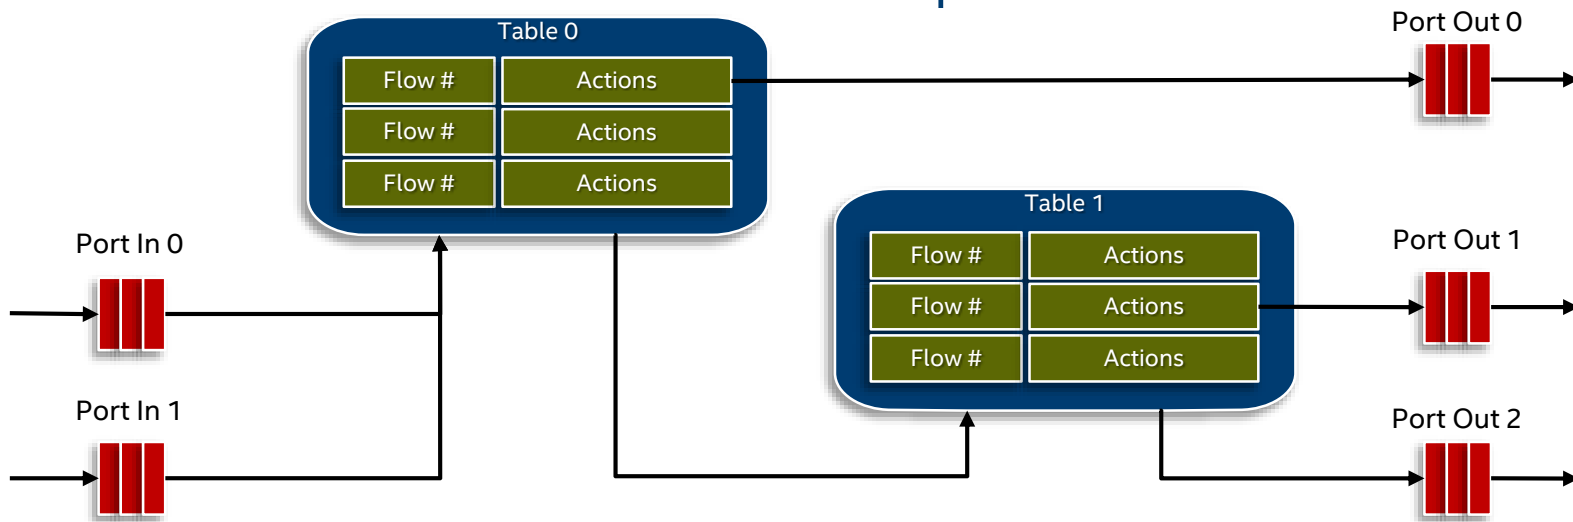 Port Out 0
Table 0
Flow # Actions
Flow # Actions
Flow # Actions
Table 1
Port In 0
Port Out 1
Flow # Actions
Flow # Actions
Flow # Actions
Port In 1
Port Out 2